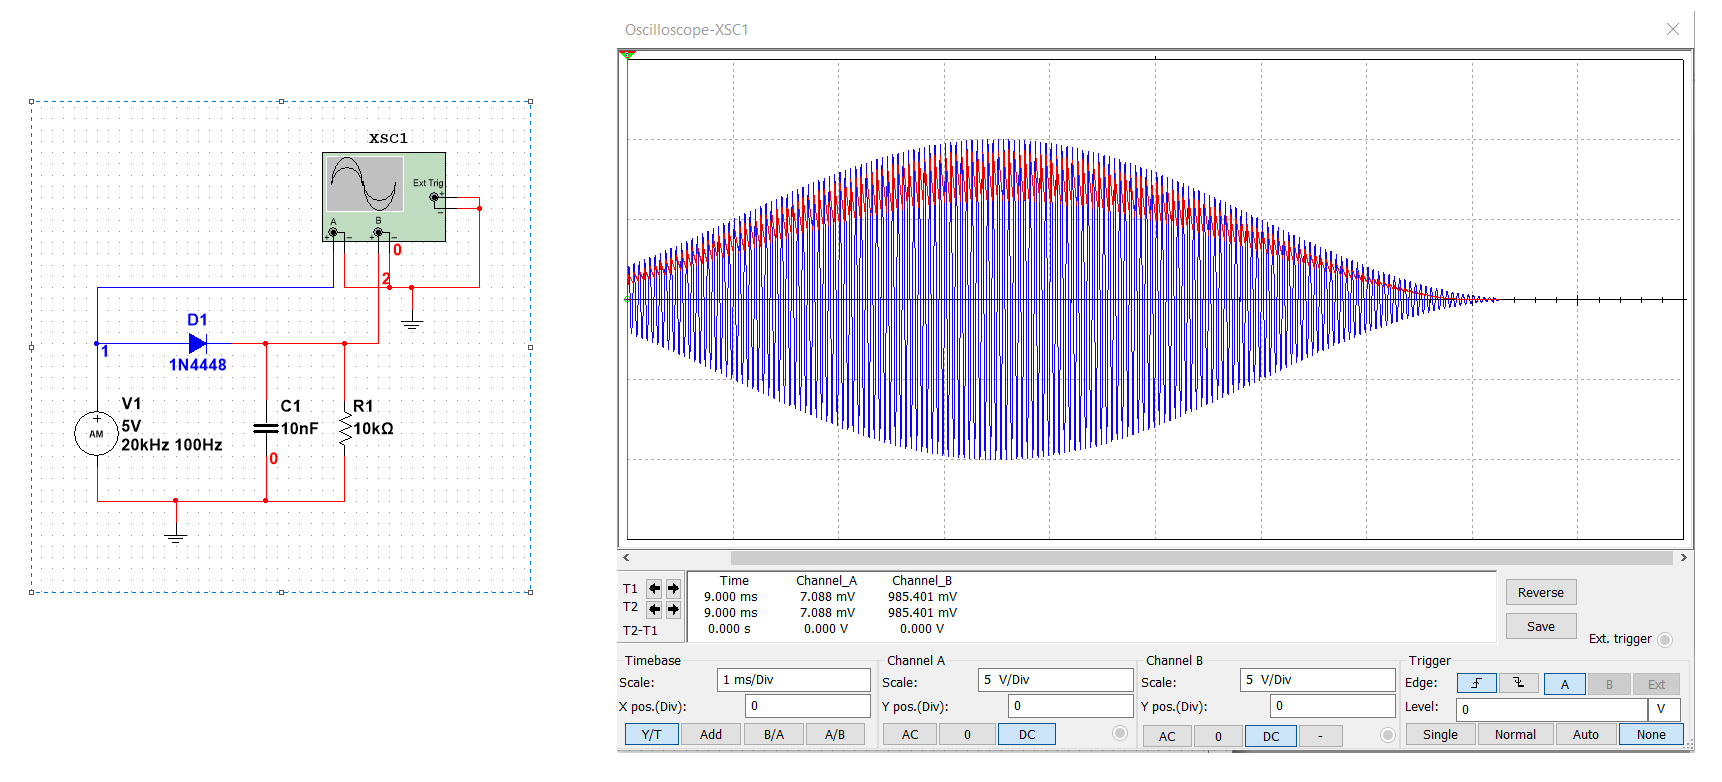 Oscilloscope-XSC1
XSC1
Ext Trig
+
-
A
B
+ - + -
0
2
D1
1
1N4448
V1
5V
20kHz 100Hz
+
AM
C1
10nF
R1
10kΩ
0
Time Channel_A Channel_B
T1 9.000 ms 7.088 mV 985.401 mV
T2 9.000 ms 7.088 mV 985.401 mV
T2-T1 0.000 s 0.000 V 0.000 V
Reverse
Save
Ext. trigger
Timebase
Scale: 1 ms/Div
X pos.(Div): 0
Y/T Add B/A A/B
Channel A
Scale: 5 V/Div
Y pos.(Div): 0
AC 0 DC
Channel B
Scale: 5 V/Div
Y pos.(Div): 0
AC 0 DC -
Trigger
Edge: A B Ext
Level: 0 V
Single Normal Auto None